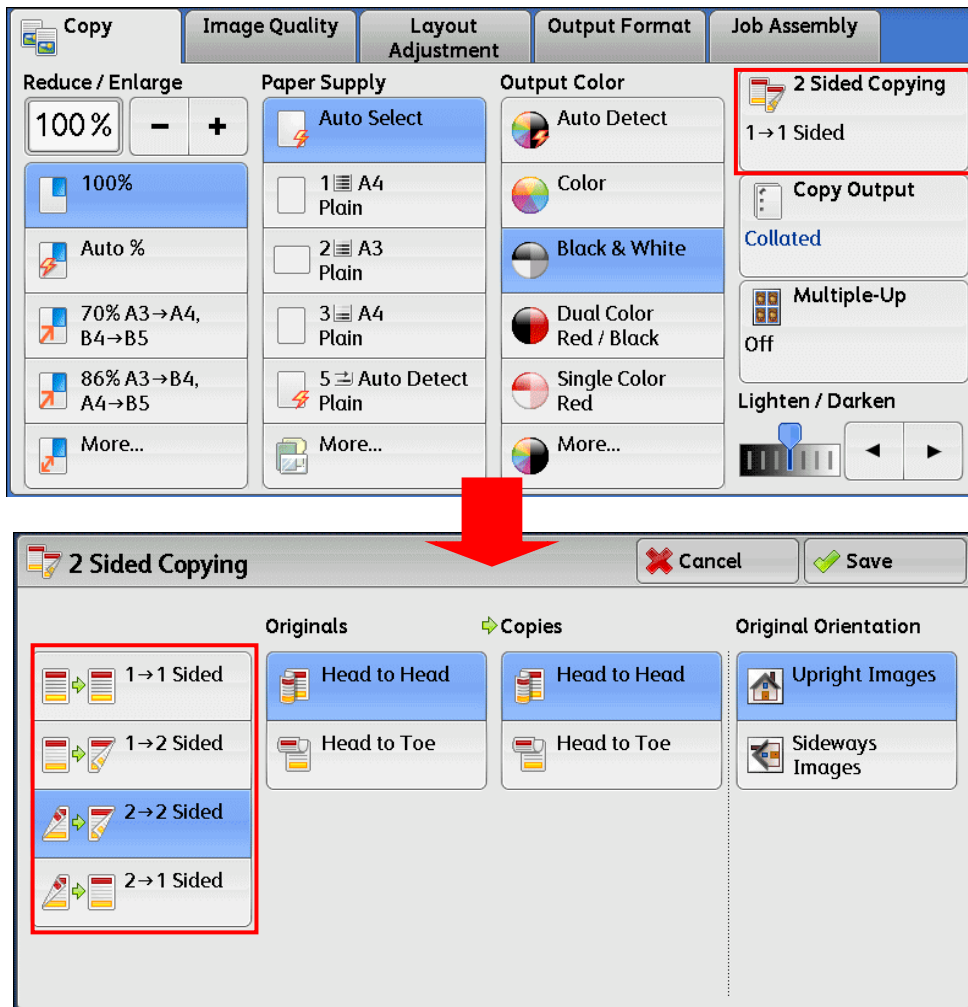 Copy
Image Quality
Layout
Adjustment
Output Format
Job Assembly
Reduce / Enlarge
100%
-
+
100%
Auto %
70% A3→A4,
B4→B5
86% A3→B4,
A4→B5
More...
Paper Supply
Auto Select
1 A4
Plain
2 A3
Plain
3 A4
Plain
5 Auto Detect
Plain
More...
Output Color
Auto Detect
Color
Black & White
Dual Color
Red / Black
Single Color
Red
More...
2 Sided Copying
1→1 Sided
Copy Output
Collated
Multiple-Up
Off
Lighten / Darken
2 Sided Copying
Cancel
Save
1→1 Sided
1→2 Sided
2→2 Sided
2→1 Sided
Originals
Head to Head
Head to Toe
Copies
Head to Head
Head to Toe
Original Orientation
Upright Images
Sideways
Images